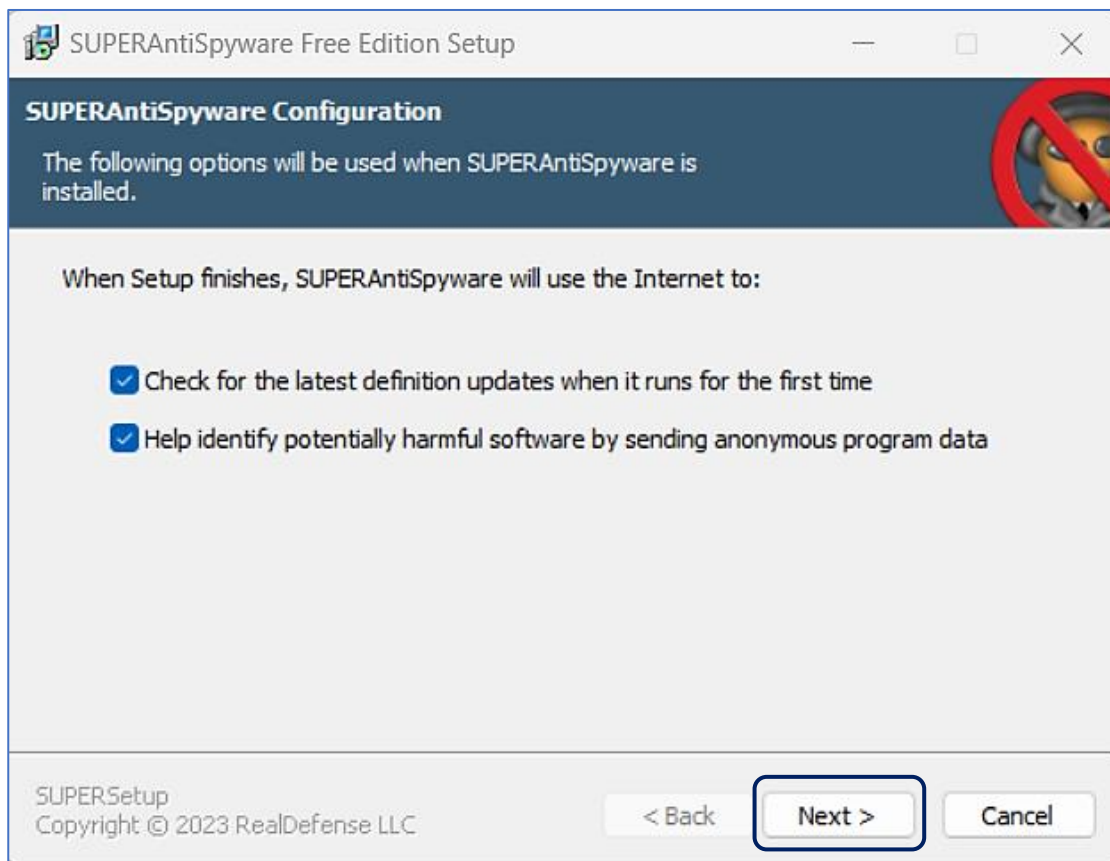 SUPERAntiSpyware Free Edition Setup
SUPERAntiSpyware Configuration
The following options will be used when SUPERAntiSpyware is
installed.
When Setup finishes, SUPERAntiSpyware will use the Internet to:
Check for the latest definition updates when it runs for the first time
Help identify potentially harmful software by sending anonymous program data
SUPERSetup
Copyright © 2023 RealDefense LLC
< Back Next > Cancel